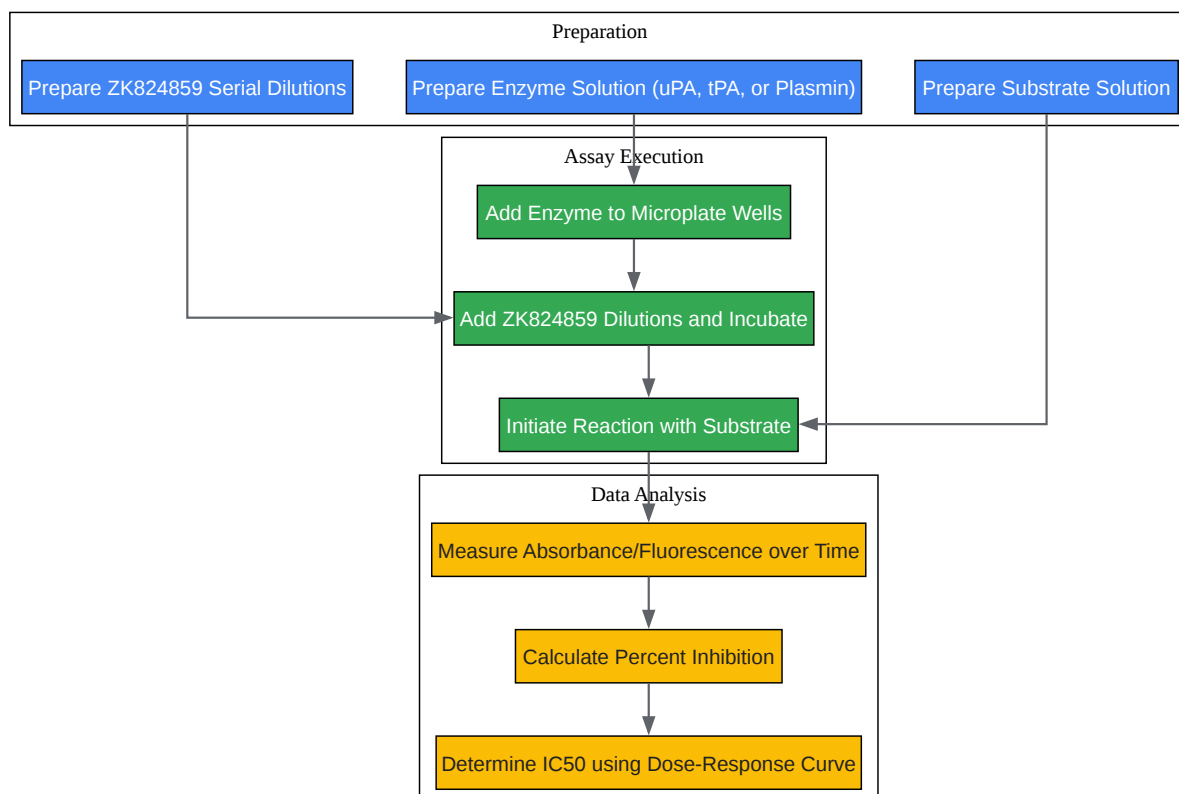 Preparation
Prepare ZK824859 Serial Dilutions
Prepare Enzyme Solution (uPA, tPA, or Plasmin)
Prepare Substrate Solution
Assay Execution
Add Enzyme to Microplate Wells
Add ZK824859 Dilutions and Incubate
Initiate Reaction with Substrate
Data Analysis
Measure Absorbance/Fluorescence over Time
Calculate Percent Inhibition
Determine IC50 using Dose-Response Curve